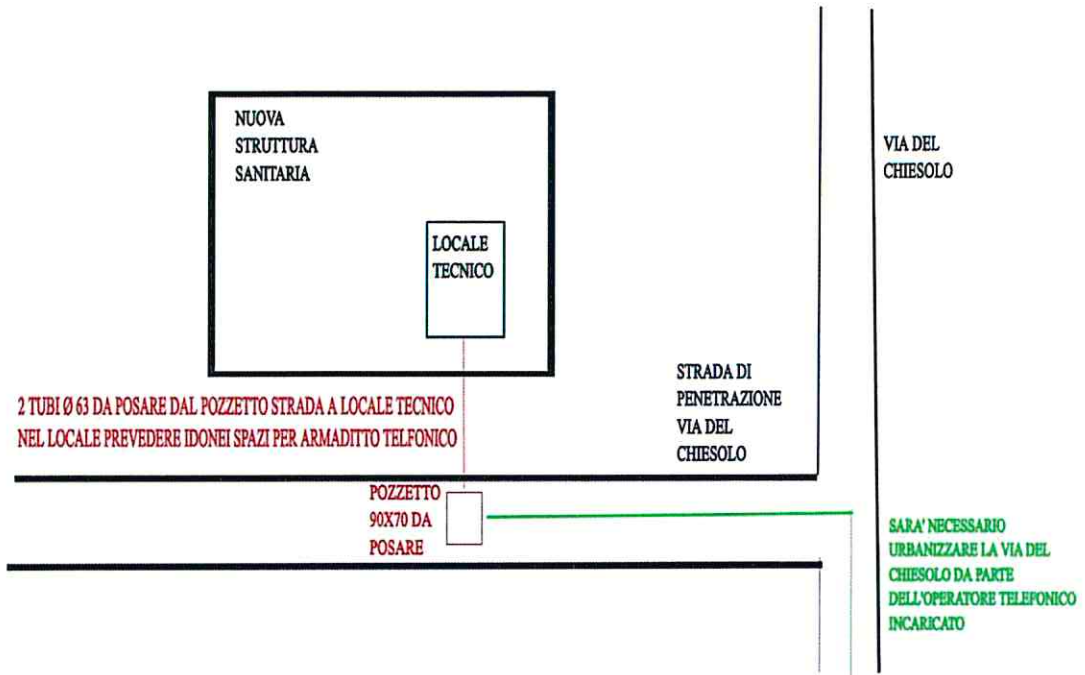 NUOVA
STRUTTURA
SANITARIA
VIA DEL
CHIESOLO
LOCALE
TECNICO
STRADA DI
PENETRAZIONE
VIA DEL
CHIESOLO
2 TUBI Ø 63 DA POSARE DAL POZZETTO STRADA A LOCALE TECNICO
NEL LOCALE PREVEDERE IDONEI SPAZI PER ARMADITTO TELFONICO
POZZETTO
90X70 DA
POSARE
SARA' NECESSARIO
URBANIZZARE LA VIA DEL
CHIESOLO DA PARTE
DELL'OPERATORE TELEFONICO
INCARICATO